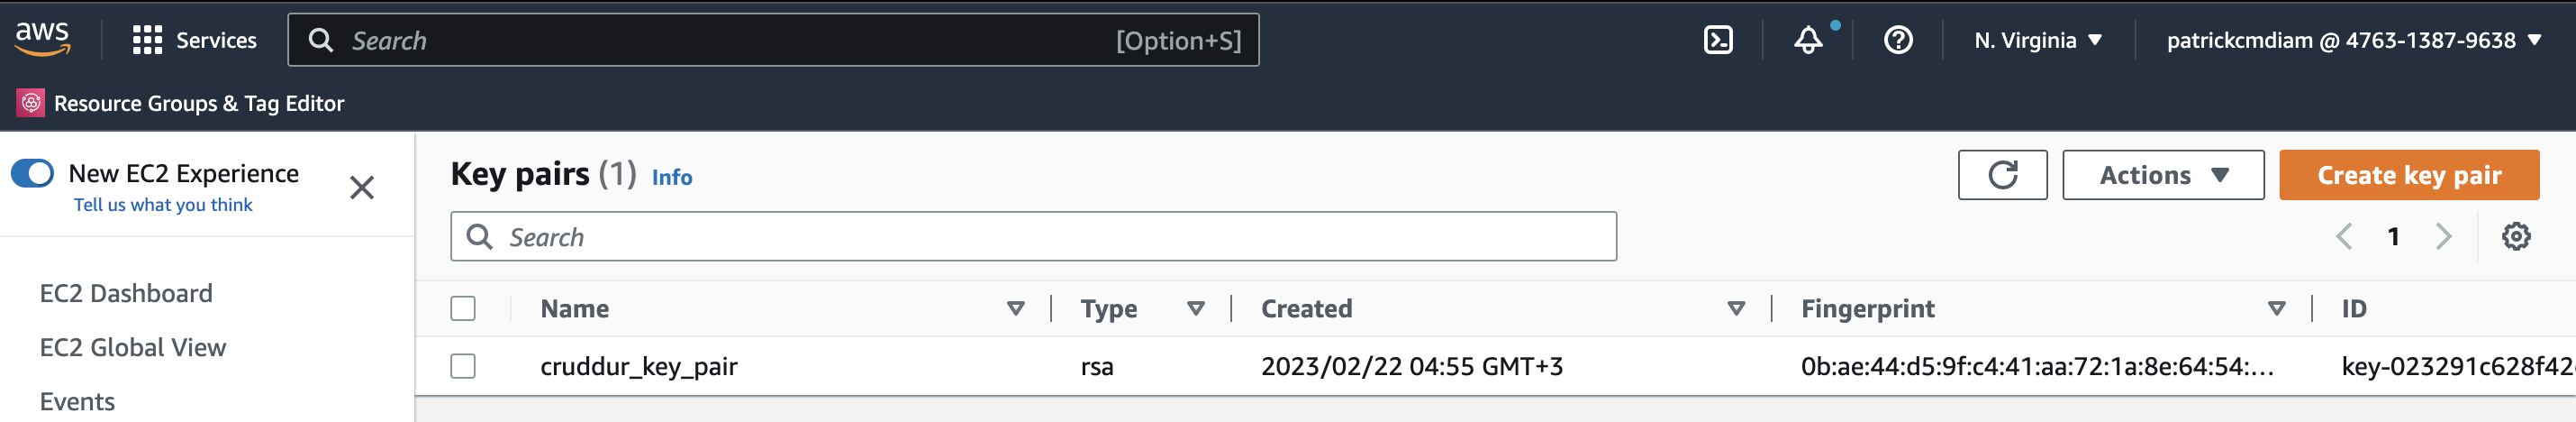 aws Services Search [Option+S] N. Virginia patrickcmdiam @ 4763-1387-9638
Resource Groups & Tag Editor
New EC2 Experience
Tell us what you think
EC2 Dashboard
EC2 Global View
Events
Key pairs (1) Info Actions Create key pair
Search 1
Name Type Created Fingerprint ID
cruddur_key_pair rsa 2023/02/22 04:55 GMT+3 0b:ae:44:d5:9f:c4:41:aa:72:1a:8e:64:54:... key-023291c628f42